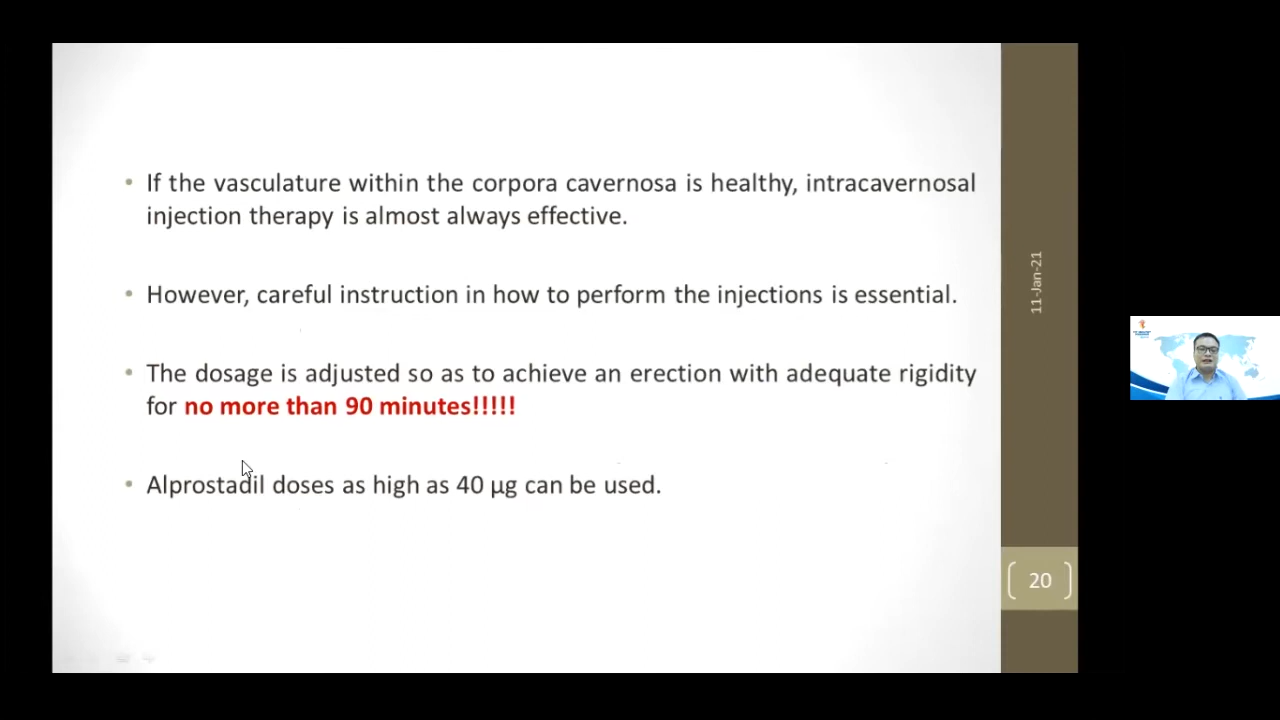 • If the vasculature within the corpora cavernosa is healthy, intracavernosal
injection therapy is almost always effective.
• However, careful instruction in how to perform the injections is essential.
• The dosage is adjusted so as to achieve an erection with adequate rigidity
for no more than 90 minutes!!!!!
• Alprostadil doses as high as 40 µg can be used.
11-Jan-21
20